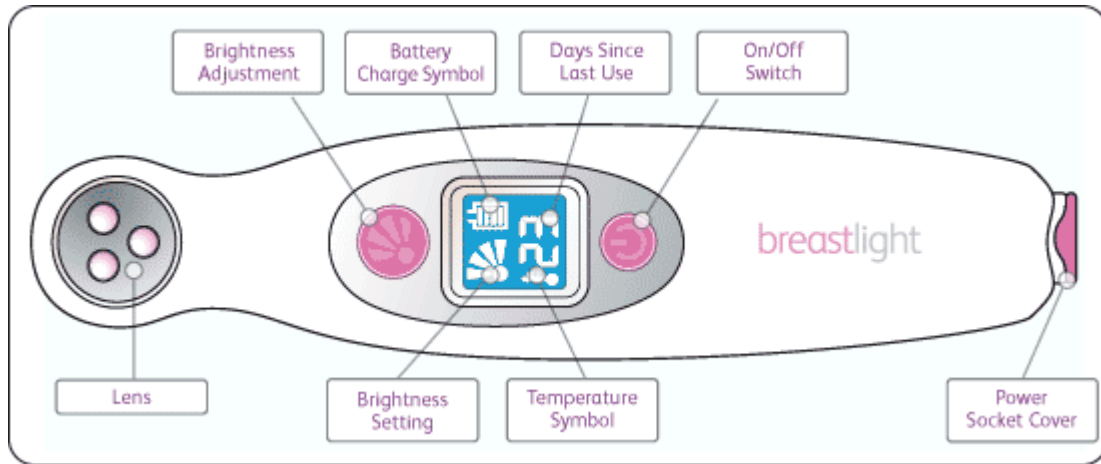 Brightness
Adjustment
Battery
Charge Symbol
Days Since
Last Use
On/Off
Switch
23
breastlight
Lens
Brightness
Setting
Temperature
Symbol
Power
Socket Cover